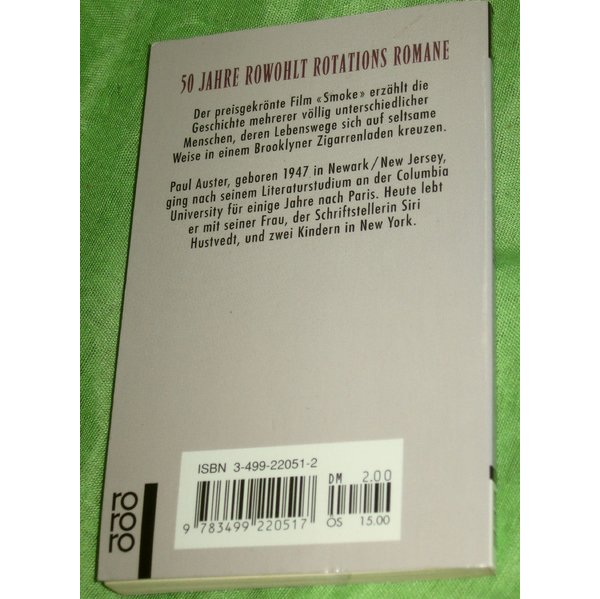 50 JAHRE ROWOHLT ROTATIONS ROMANE
Der preisgekrönte Film «Smoke» erzählt die
Geschichte mehrerer völlig unterschiedlicher
Menschen, deren Lebenswege sich auf seltsame
Weise in einem Brooklyner Zigarrenladen kreuzen.
Paul Auster, geboren 1947 in Newark/New Jersey,
ging nach seinem Literaturstudium an der Columbia
University für einige Jahre nach Paris. Heute lebt
er mit seiner Frau, der Schriftstellerin Siri
Hustvedt, und zwei Kindern in New York.
ISBN 3-499-22051-2
DM 2.00
9 783499 220517
ÖS 15.00
ro
ro
ro